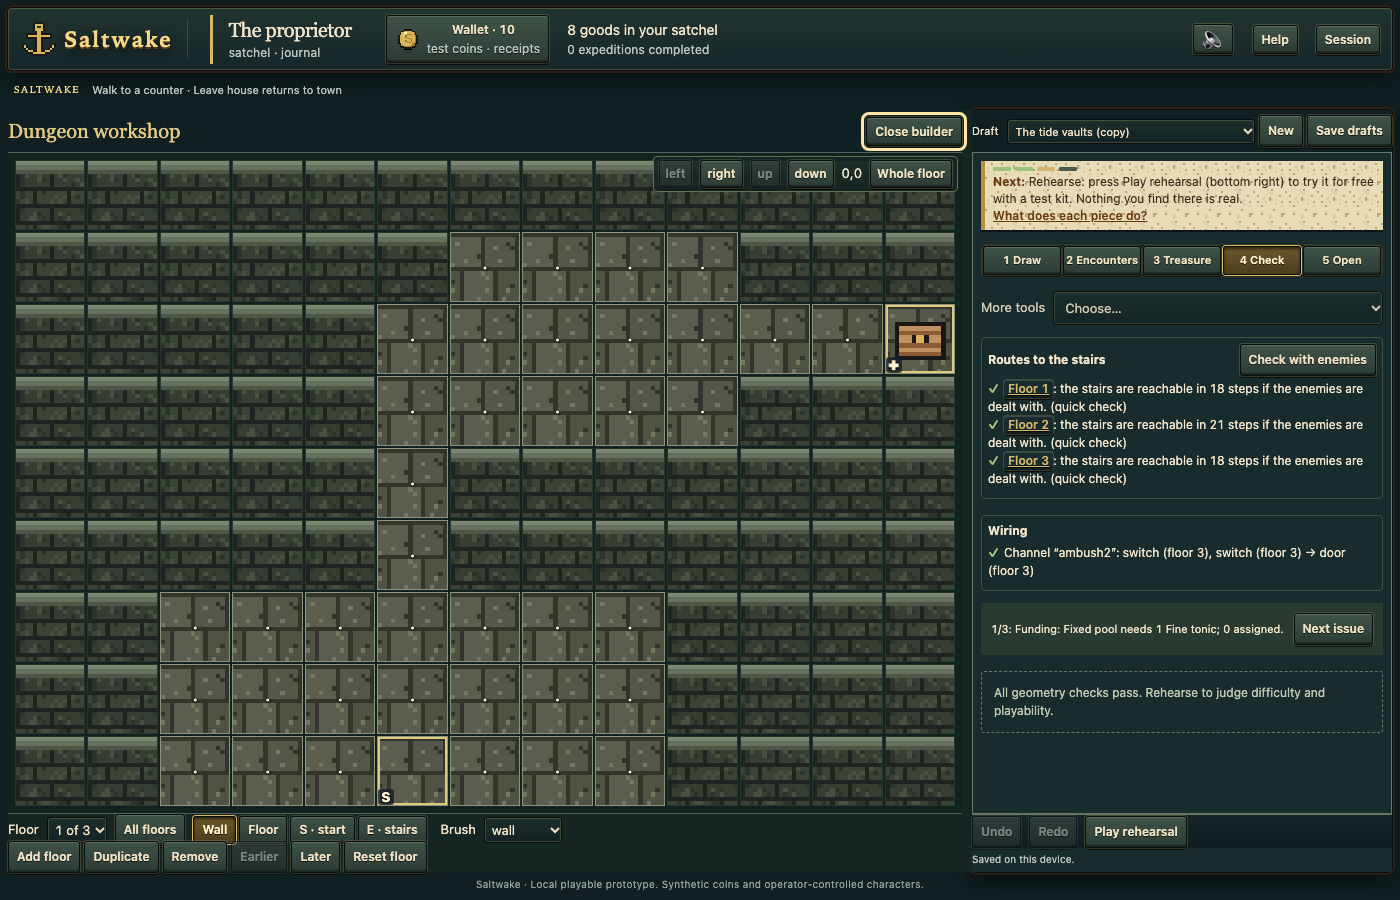 Saltwake
The proprietor
satchel · journal
Wallet · 10
test coins · receipts
8 goods in your satchel
0 expeditions completed
Help
Session
SALTWAKE Walk to a counter · Leave house returns to town
Dungeon workshop
Close builder
left
right
up
down
0,0
Whole floor
S
Floor
1 of 3
All floors
Wall
Floor
S · start
E · stairs
Brush
wall
Add floor
Duplicate
Remove
Earlier
Later
Reset floor
Draft
The tide vaults (copy)
New
Save drafts
Next: Rehearse: press Play rehearsal (bottom right) to try it for free
with a test kit. Nothing you find there is real.
What does each piece do?
1 Draw
2 Encounters
3 Treasure
4 Check
5 Open
More tools
Choose...
Routes to the stairs
Check with enemies
✓ Floor 1: the stairs are reachable in 18 steps if the enemies are
dealt with. (quick check)
✓ Floor 2: the stairs are reachable in 21 steps if the enemies are
dealt with. (quick check)
✓ Floor 3: the stairs are reachable in 18 steps if the enemies are
dealt with. (quick check)
Wiring
✓ Channel “ambush2”: switch (floor 3), switch (floor 3) → door
(floor 3)
1/3: Funding: Fixed pool needs 1 Fine tonic; 0 assigned.
Next issue
All geometry checks pass. Rehearse to judge difficulty and
playability.
Undo
Redo
Play rehearsal
Saved on this device.
Saltwake · Local playable prototype. Synthetic coins and operator-controlled characters.